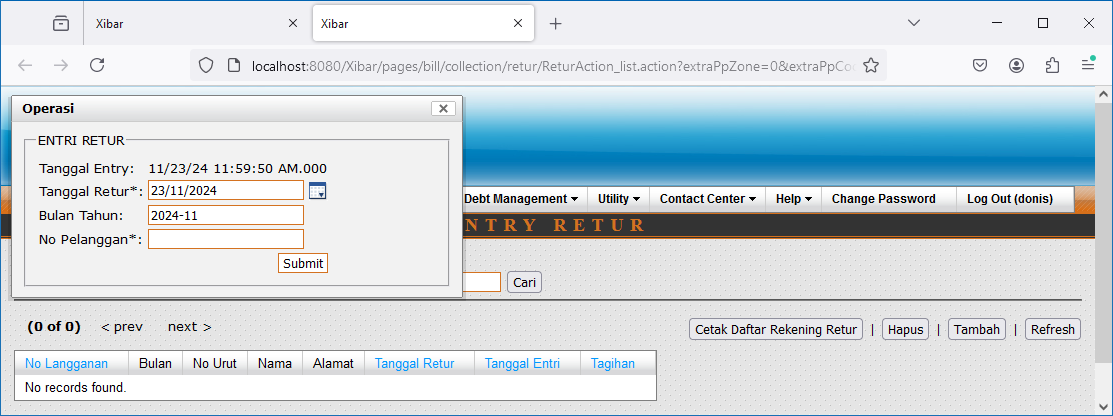 Xibar
Xibar
localhost:8080/Xibar/pages/bill/collection/retur/ReturAction_list.action?extraPpZone=0&extraPpCo
Operasi
ENTRI RETUR
Tanggal Entry: 11/23/24 11:59:50 AM.000
Tanggal Retur*: 23/11/2024
Bulan Tahun: 2024-11
No Pelanggan*:
Submit
Debt Management Utility Contact Center Help Change Password Log Out (donis)
NTRY RETUR
Cari
(0 of 0) < prev next > Cetak Daftar Rekening Retur | Hapus | Tambah | Refresh
No Langganan Bulan No Urut Nama Alamat Tanggal Retur Tanggal Entri Tagihan
No records found.